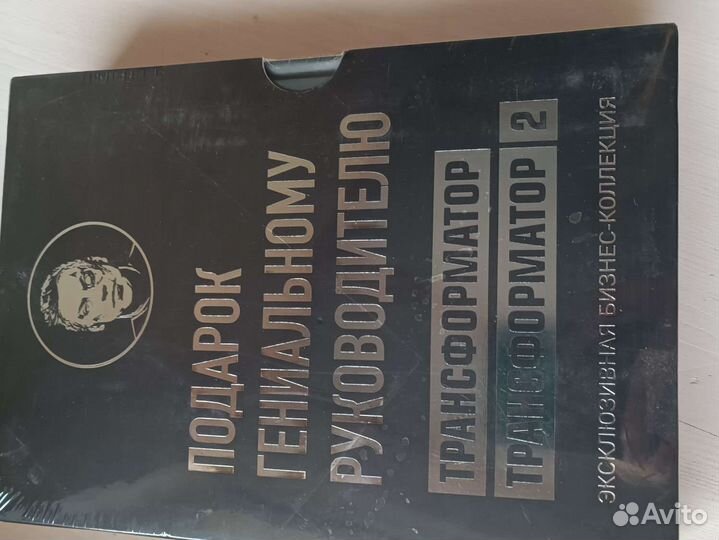 ПОДАРОК
ГЕНИАЛЬНОМУ
РУКОВОДИТЕЛЮ
ТРАНСФОРМАТОР
ТРАНСФОРМАТОР 2
ЭКСКЛЮЗИВНАЯ БИЗНЕС-КОЛЛЕКЦИЯ
Avito